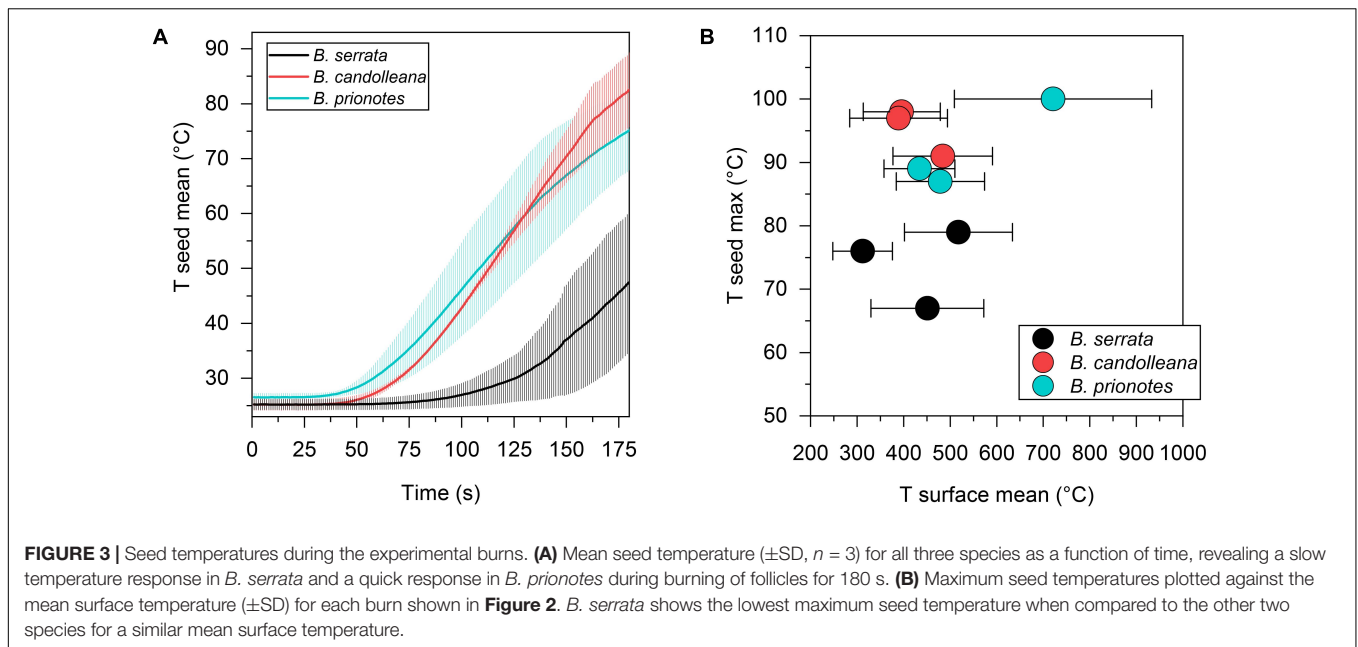 A
B. serrata
B. candolleana
B. prionotes
T seed mean (°C)
90
80
70
60
50
40
30
0 25 50 75 100 125 150 175
Time (s)
B
T seed max (°C)
110
100
90
80
70
60
50
B. serrata
B. candolleana
B. prionotes
200 300 400 500 600 700 800 900 1000
T surface mean (°C)
FIGURE 3 | Seed temperatures during the experimental burns. (A) Mean seed temperature (±SD, n = 3) for all three species as a function of time, revealing a slow
temperature response in B. serrata and a quick response in B. prionotes during burning of follicles for 180 s. (B) Maximum seed temperatures plotted against the
mean surface temperature (±SD) for each burn shown in Figure 2. B. serrata shows the lowest maximum seed temperature when compared to the other two
species for a similar mean surface temperature.